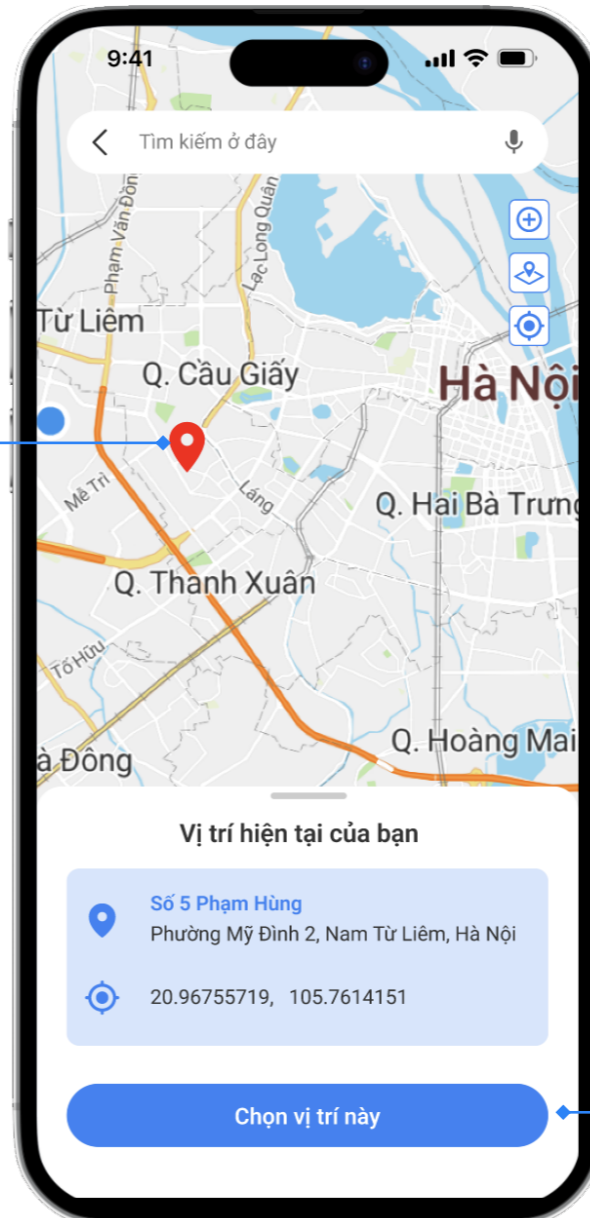 9:41
Tìm kiếm ở đây
Phạm Văn Đồn
Lạc Long Quân
Từ Liêm
Q. Cầu Giấy
Hà Nội
Mễ Trì
Láng
Q. Hai Bà Trưng
Q. Thanh Xuân
Tố Hữu
Q. Hoàng Mai
à Đông
Vị trí hiện tại của bạn
Số 5 Phạm Hùng
Phường Mỹ Đình 2, Nam Từ Liêm, Hà Nội
20.96755719, 105.7614151
Chọn vị trí này